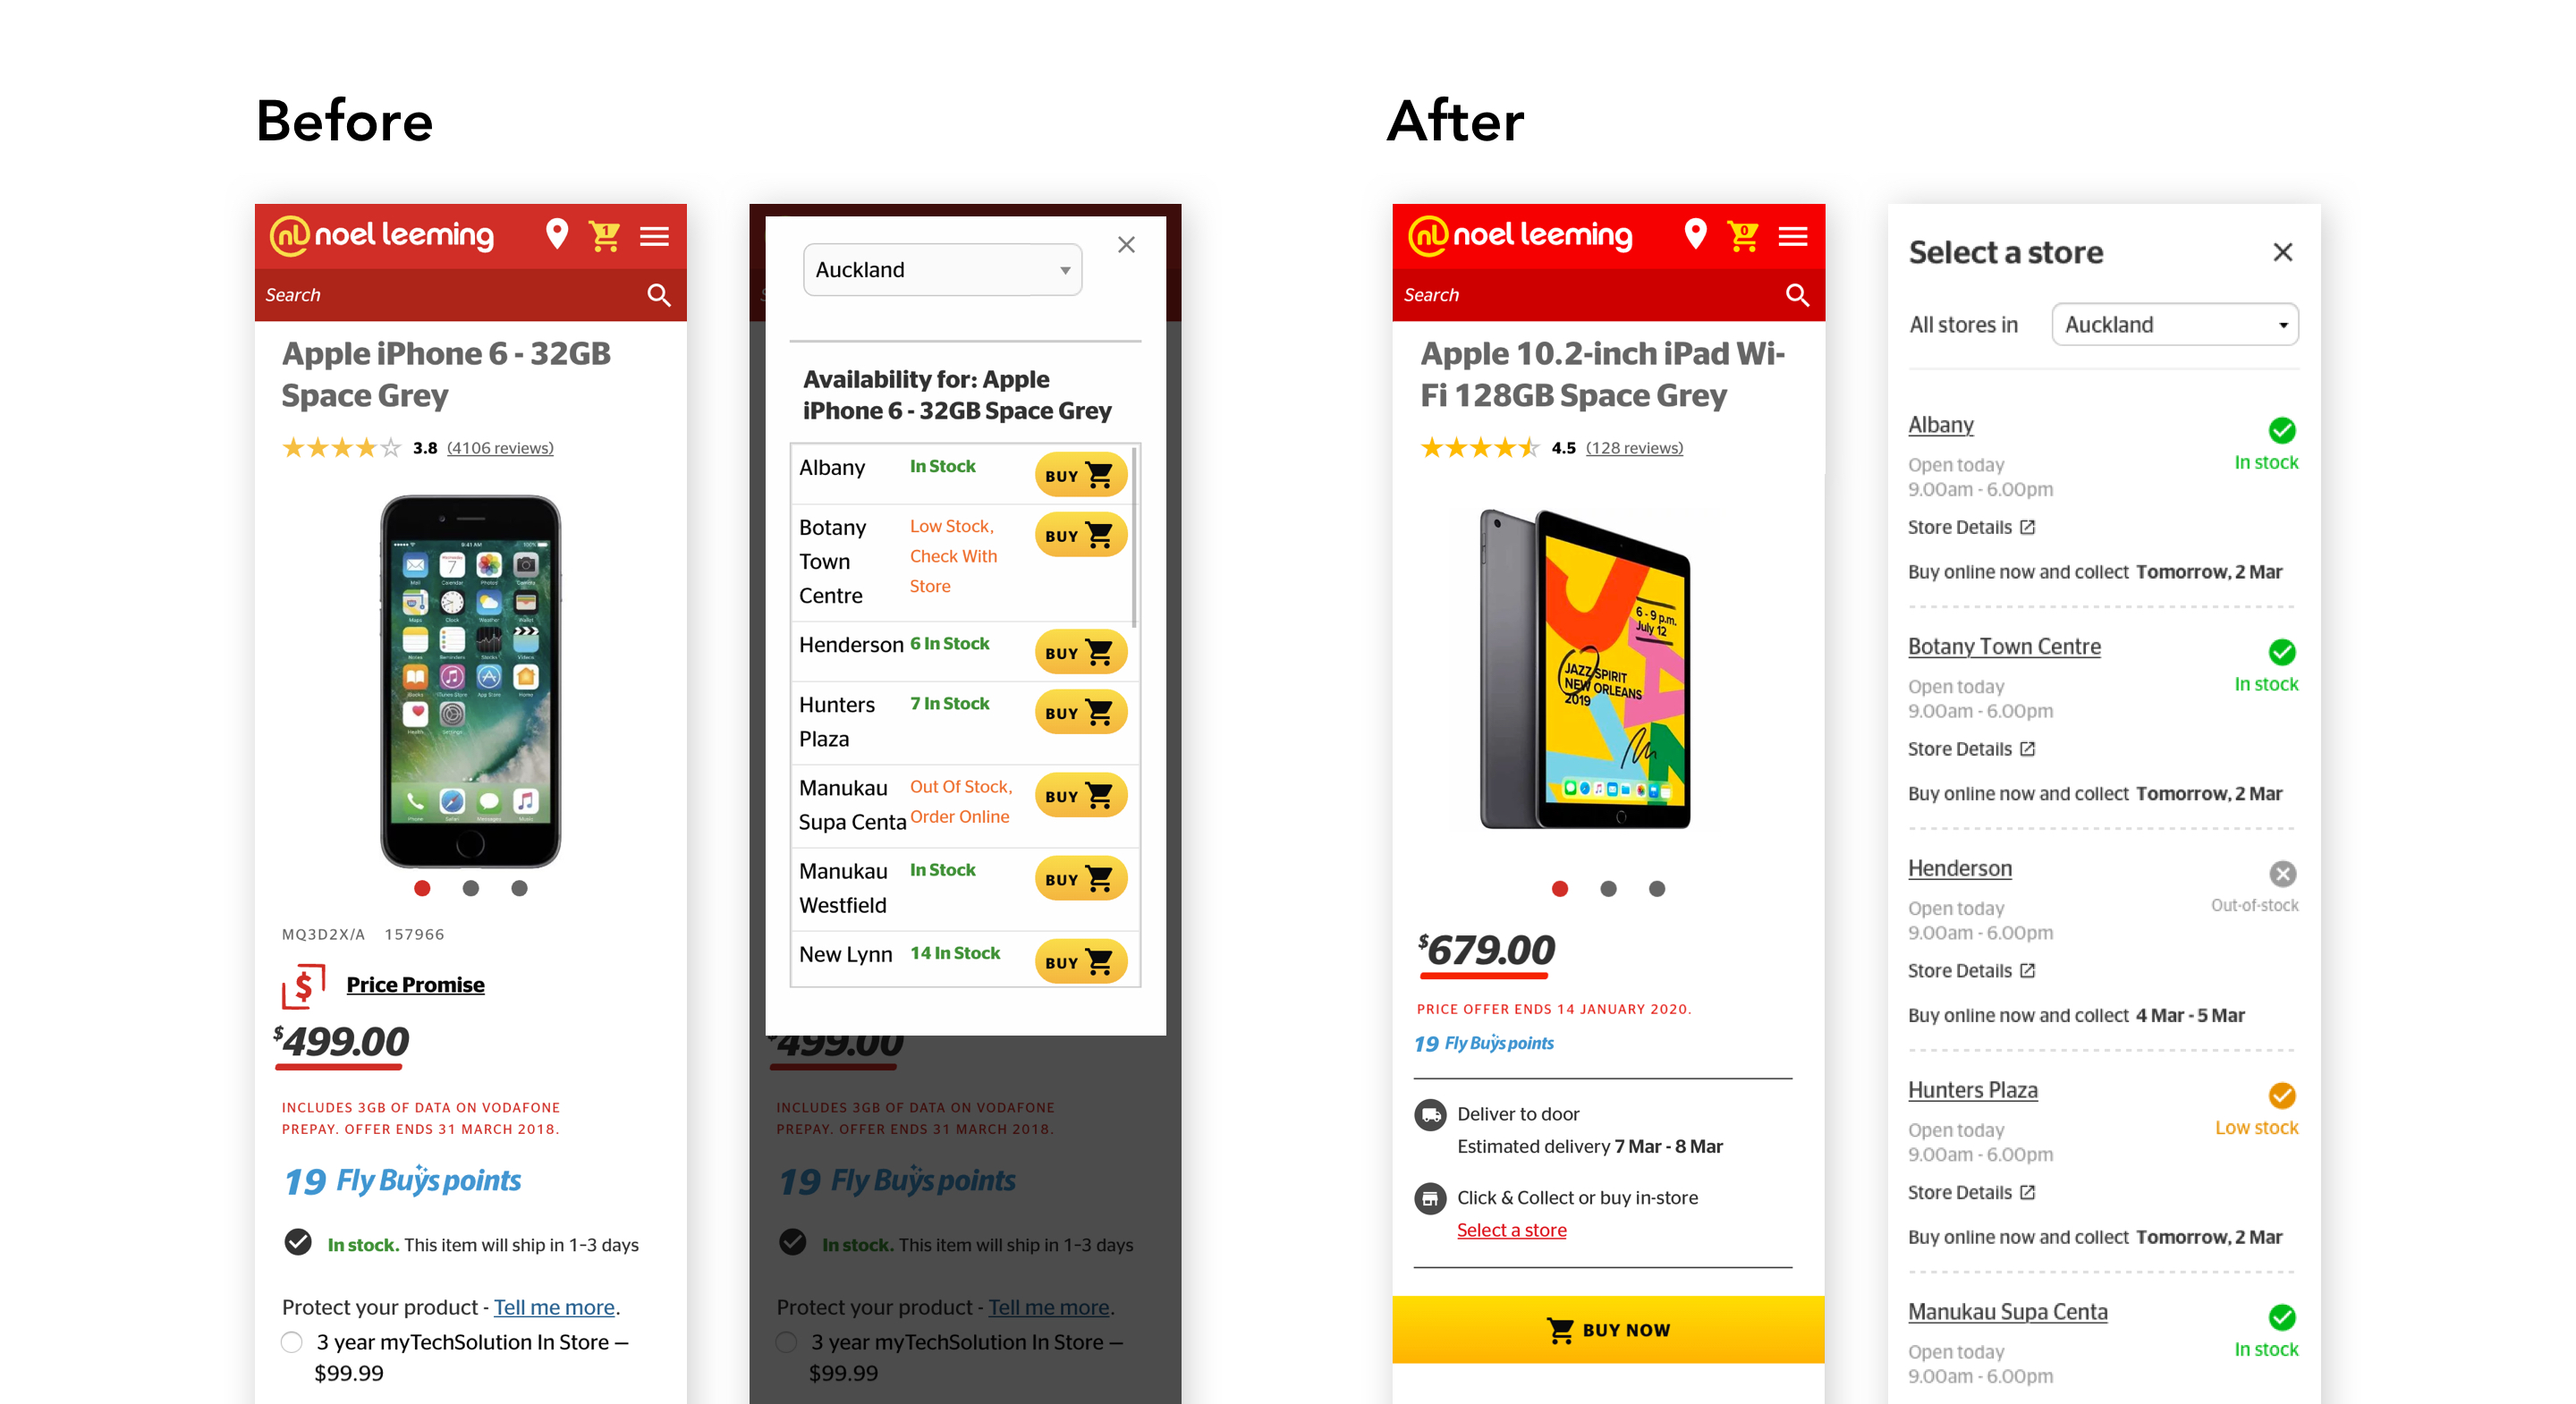 Before
After
noel leeming
1
Search
Apple iPhone 6 - 32GB
Space Grey
3.8 (4106 reviews)
MQ3D2X/A 157966
Price Promise
$499.00
INCLUDES 3GB OF DATA ON VODAFONE
PREPAY. OFFER ENDS 31 MARCH 2018.
19 Fly Buys points
In stock. This item will ship in 1-3 days
Protect your product - Tell me more.
3 year myTechSolution In Store –
$99.99
Auckland
Availability for: Apple
iPhone 6 - 32GB Space Grey
Albany In Stock BUY
Botany Low Stock, BUY
Town Check With
Centre Store
Henderson 6 In Stock BUY
Hunters 7 In Stock BUY
Plaza
Manukau Out Of Stock, BUY
Supa Centa Order Online
Manukau In Stock BUY
Westfield
New Lynn 14 In Stock BUY
$499.00
INCLUDES 3GB OF DATA ON VODAFONE
PREPAY. OFFER ENDS 31 MARCH 2018.
19 Fly Buys points
In stock. This item will ship in 1-3 days
Protect your product - Tell me more.
3 year myTechSolution In Store –
$99.99
noel leeming
0
Search
Apple 10.2-inch iPad Wi-
Fi 128GB Space Grey
4.5 (128 reviews)
6 - 9 p.m.
July 12
JAZZ SPIRIT
NEW ORLEANS
2019
$679.00
PRICE OFFER ENDS 14 JANUARY 2020.
19 Fly Buys points
Deliver to door
Estimated delivery 7 Mar - 8 Mar
Click & Collect or buy in-store
Select a store
BUY NOW
Select a store
All stores in Auckland
Albany
In stock
Open today
9.00am - 6.00pm
Store Details
Buy online now and collect Tomorrow, 2 Mar
Botany Town Centre
In stock
Open today
9.00am - 6.00pm
Store Details
Buy online now and collect Tomorrow, 2 Mar
Henderson
Out-of-stock
Open today
9.00am - 6.00pm
Store Details
Buy online now and collect 4 Mar - 5 Mar
Hunters Plaza
Low stock
Open today
9.00am - 6.00pm
Store Details
Buy online now and collect Tomorrow, 2 Mar
Manukau Supa Centa
In stock
Open today
9.00am - 6.00pm